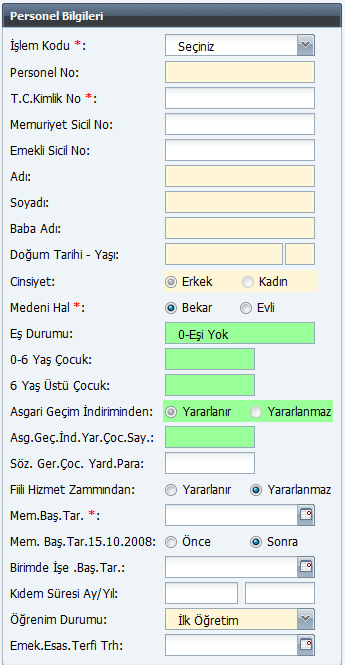 Personel Bilgileri
İşlem Kodu *: Seçiniz
Personel No:
T.C.Kimlik No *:
Memuriyet Sicil No:
Emekli Sicil No:
Adı:
Soyadı:
Baba Adı:
Doğum Tarihi - Yaşı:
Cinsiyet: Erkek Kadın
Medeni Hal *: Bekar Evli
Eş Durumu: 0-Eşi Yok
0-6 Yaş Çocuk:
6 Yaş Üstü Çocuk:
Asgari Geçim İndiriminden: Yararlanır Yararlanmaz
Asg.Geç.İnd.Yar.Çoc.Say.:
Söz. Ger.Çoc. Yard.Para:
Fiili Hizmet Zammından: Yararlanır Yararlanmaz
Mem.Baş.Tar. *:
Mem. Baş.Tar.15.10.2008: Önce Sonra
Birimde İşe .Baş.Tar.:
Kıdem Süresi Ay/Yıl:
Öğrenim Durumu: İlk Öğretim
Emek.Esas.Terfi Trh: